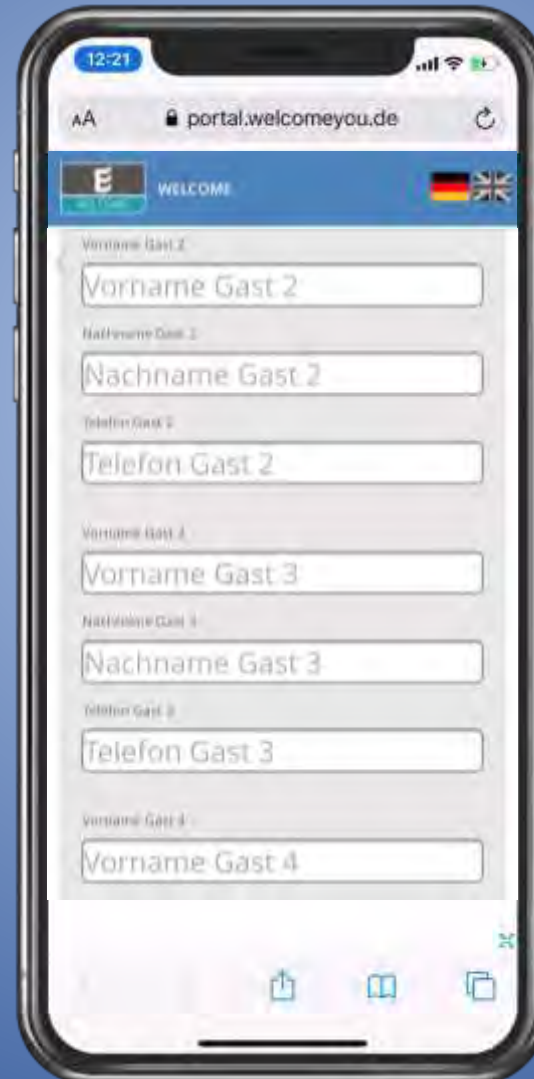 12:21
AA portal.welcomeyou.de
E
WELCOME
WELCOME
Vorname Gast 2
Vorname Gast 2
Nachname Gast 2
Nachname Gast 2
Telefon Gast 2
Telefon Gast 2
Vorname Gast 3
Vorname Gast 3
Nachname Gast 3
Nachname Gast 3
Telefon Gast 3
Telefon Gast 3
Vorname Gast 4
Vorname Gast 4